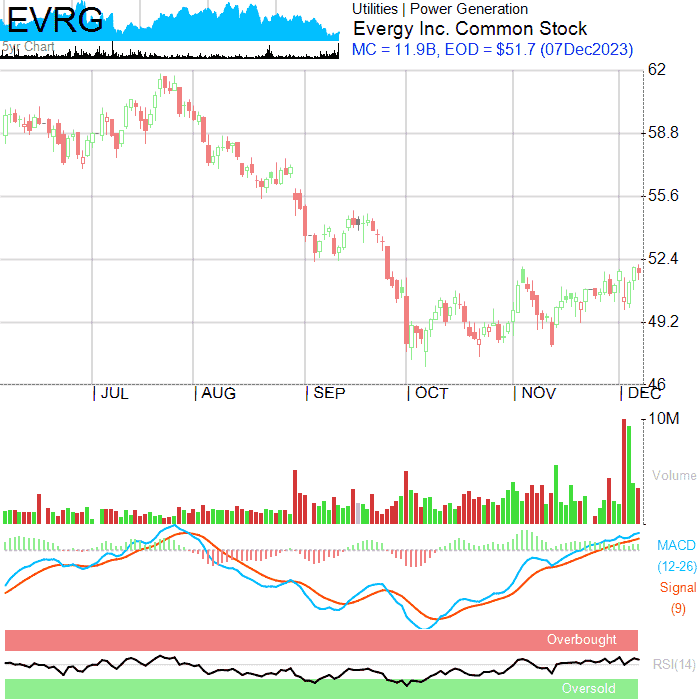 EVRG
5yr Chart
Utilities | Power Generation
Evergy Inc. Common Stock
MC = 11.9B, EOD = $51.7 (07Dec2023)
62
58.8
55.6
52.4
49.2
46
JUL AUG SEP OCT NOV DEC
10M
Volume
MACD
(12-26)
Signal
(9)
Overbought
RSI(14)
Oversold